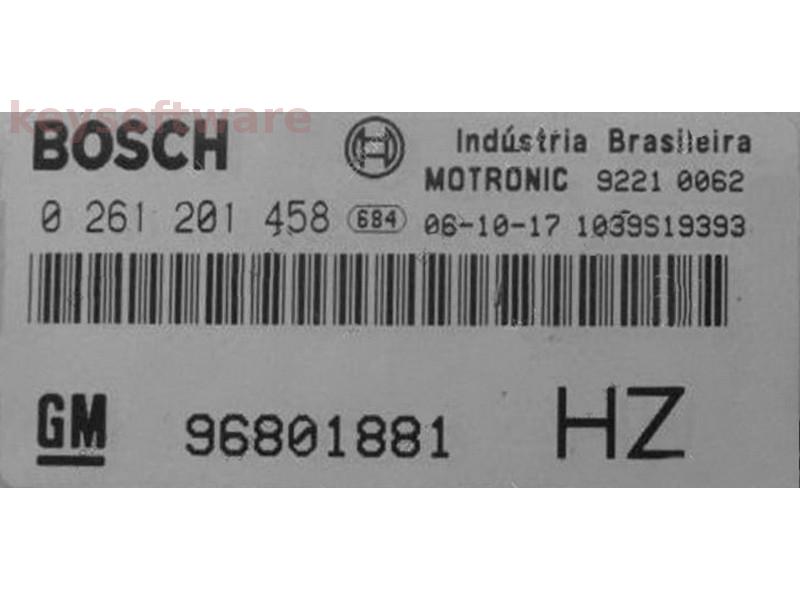 keysoftware
BOSCH
Indústria Brasileira
MOTRONIC 9221 0062
0 261 201 458 684 06-10-17 1039S19393
GM 96801881 HZ